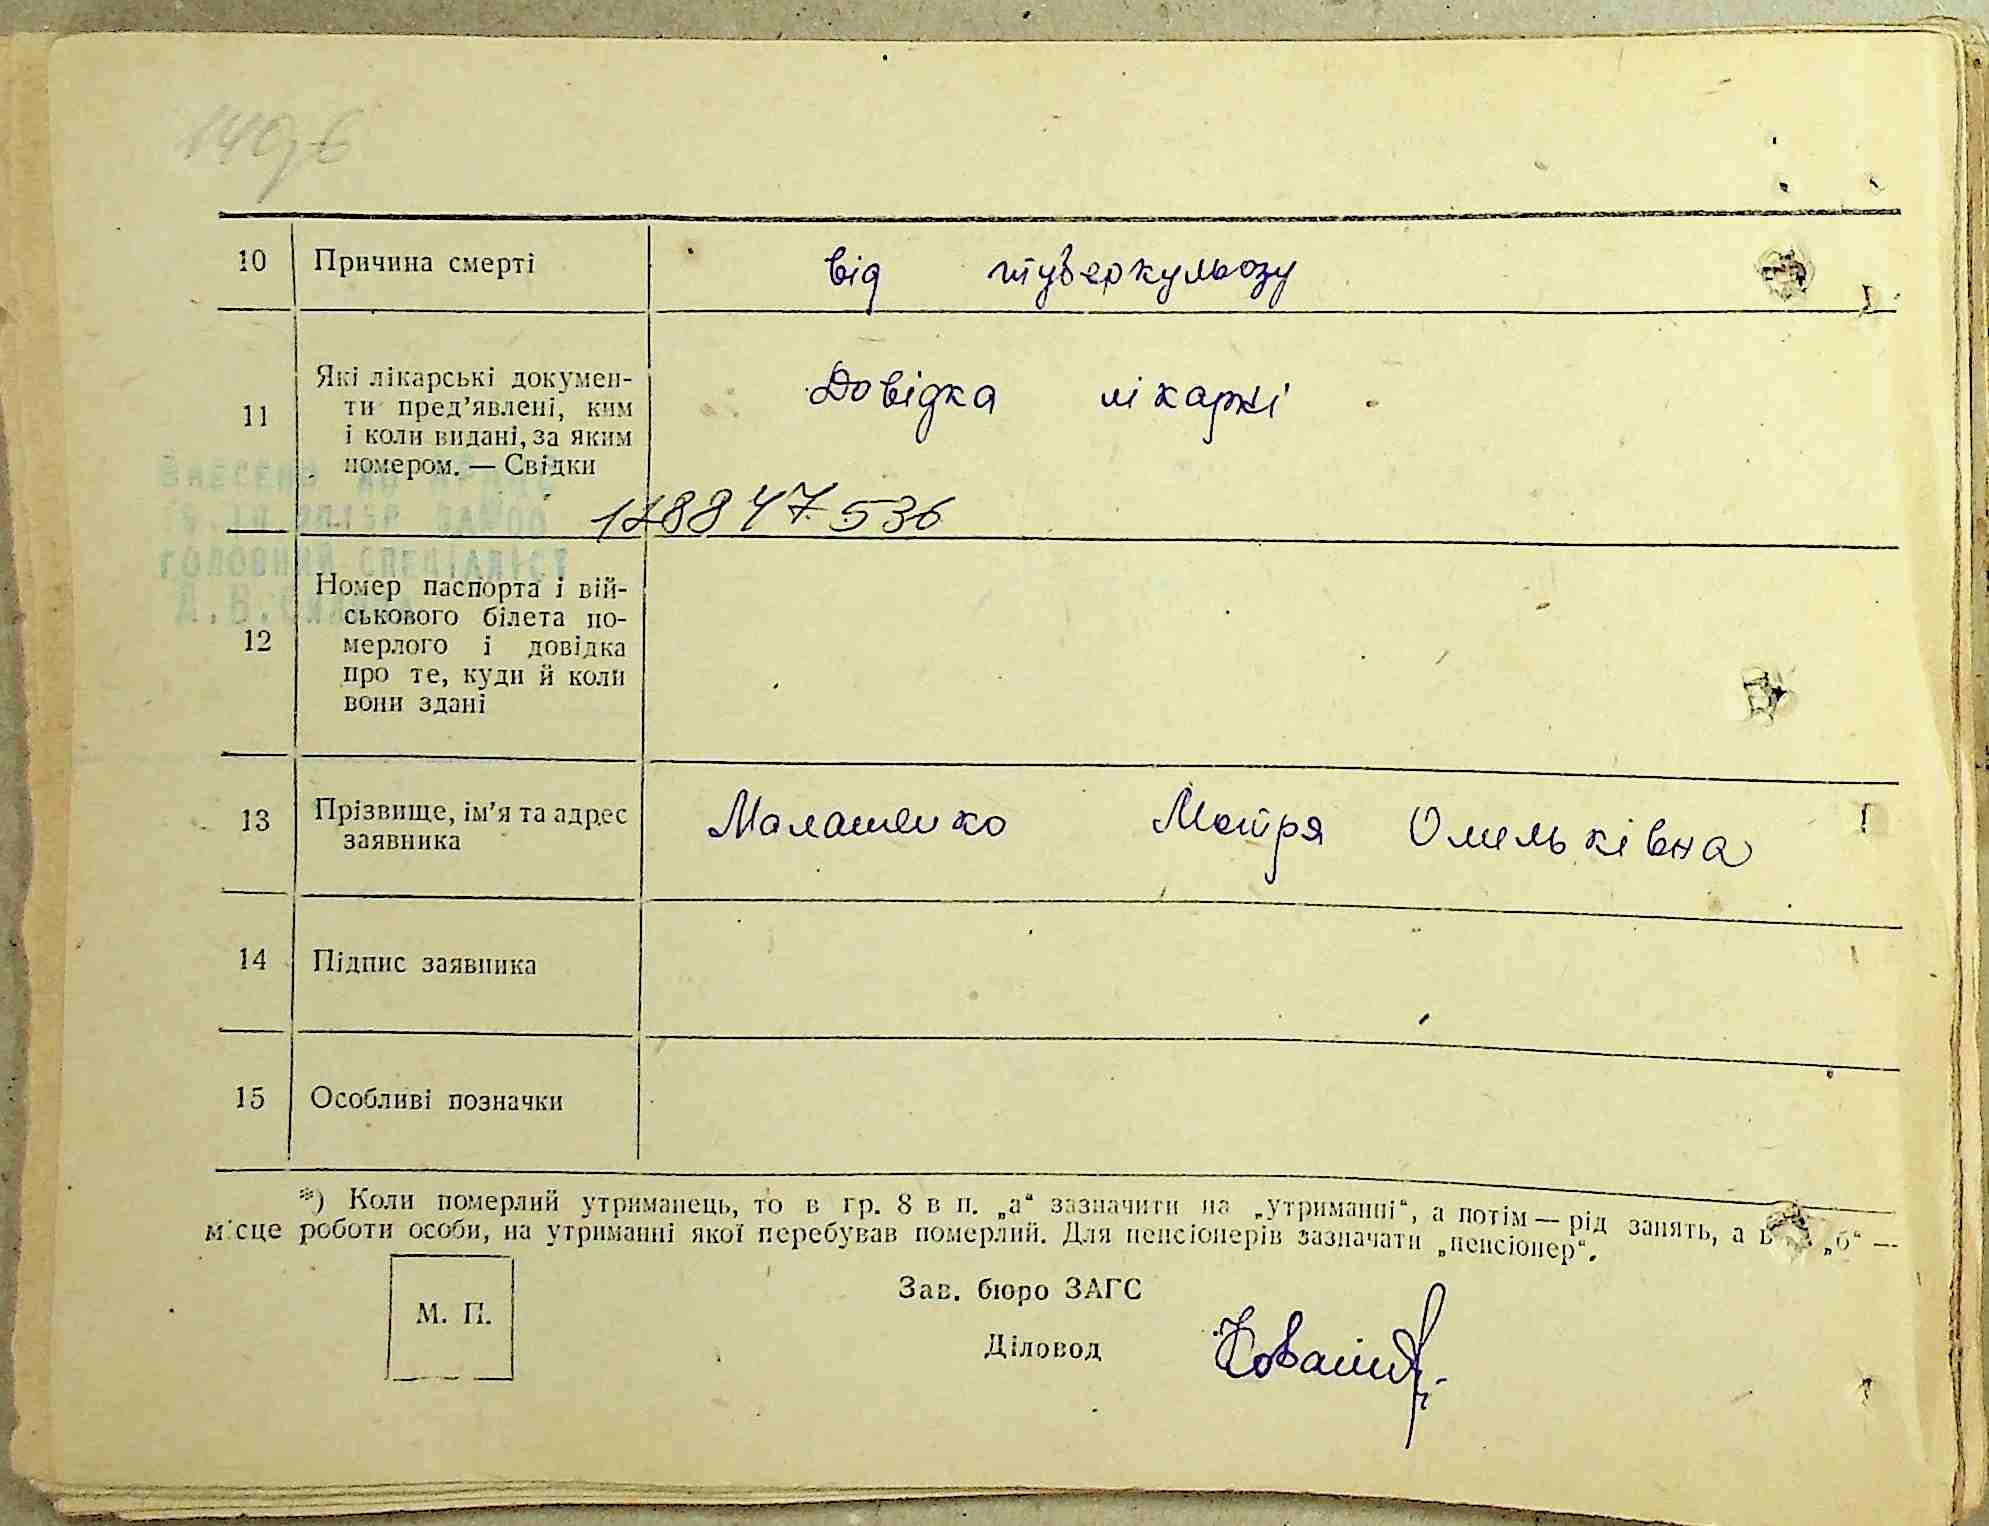 10 Причина смерті від туберкульозу
11 Які лікарські докумен-
ти пред’явлені, ким
і коли видані, за яким
номером. — Свідки
Довідка лікарні
Внесено до
головний спеціаліст
12 Номер паспорта і вій-
ськового білета по-
мерлого і довідка
про те, куди й коли
вони здані
13 Прізвище, ім’я та адрес
заявника
Малашенко Мотря Омельківна
14 Підпис заявника
15 Особливі позначки
*) Коли померлий утриманець, то в гр. 8 в п. „а“ зазначити на „утриманні“, а потім — рід занять, а в „б“ —
місце роботи особи, на утриманні якої перебував померлий. Для пенсіонерів зазначати „пенсіонер“.
М. П.
Зав. бюро ЗАГС
Діловод